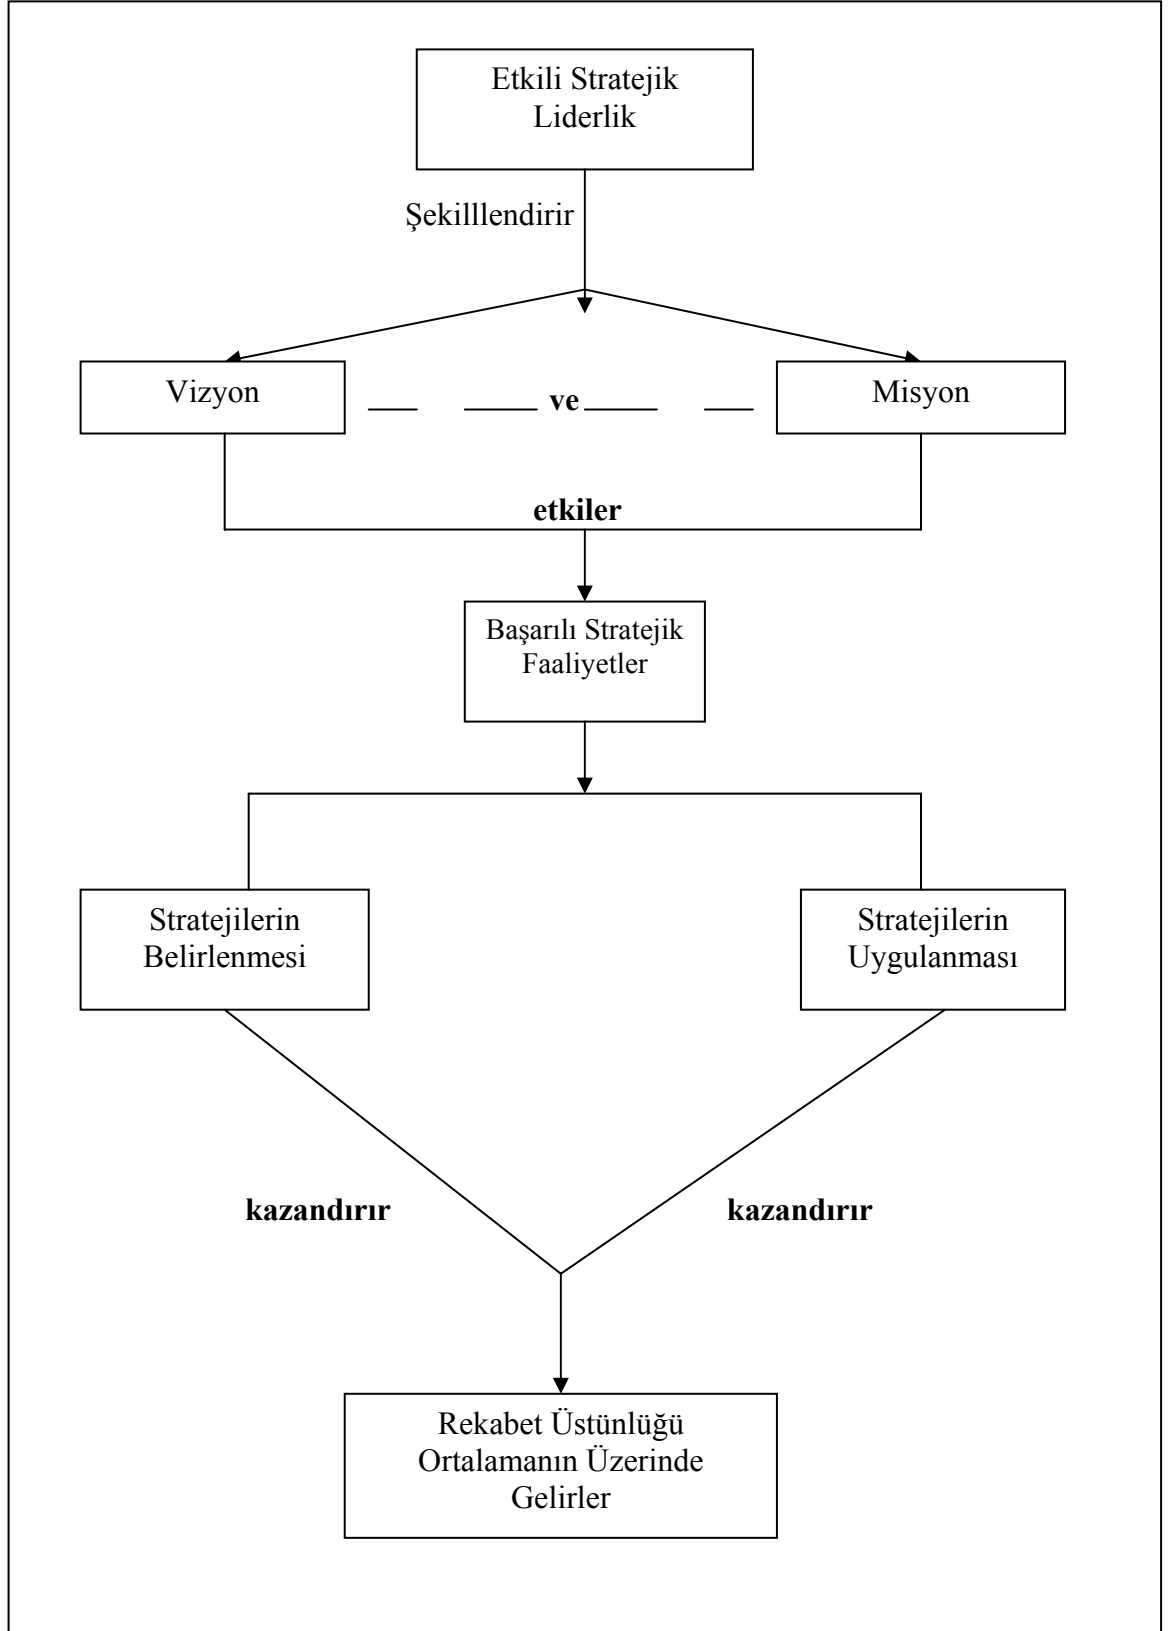 Etkili Stratejik
Liderlik
Şekilllendirir
Vizyon
ve
Misyon
etkiler
Başarılı Stratejik
Faaliyetler
Stratejilerin
Belirlenmesi
Stratejilerin
Uygulanması
kazandırır
kazandırır
Rekabet Üstünlüğü
Ortalamanın Üzerinde
Gelirler